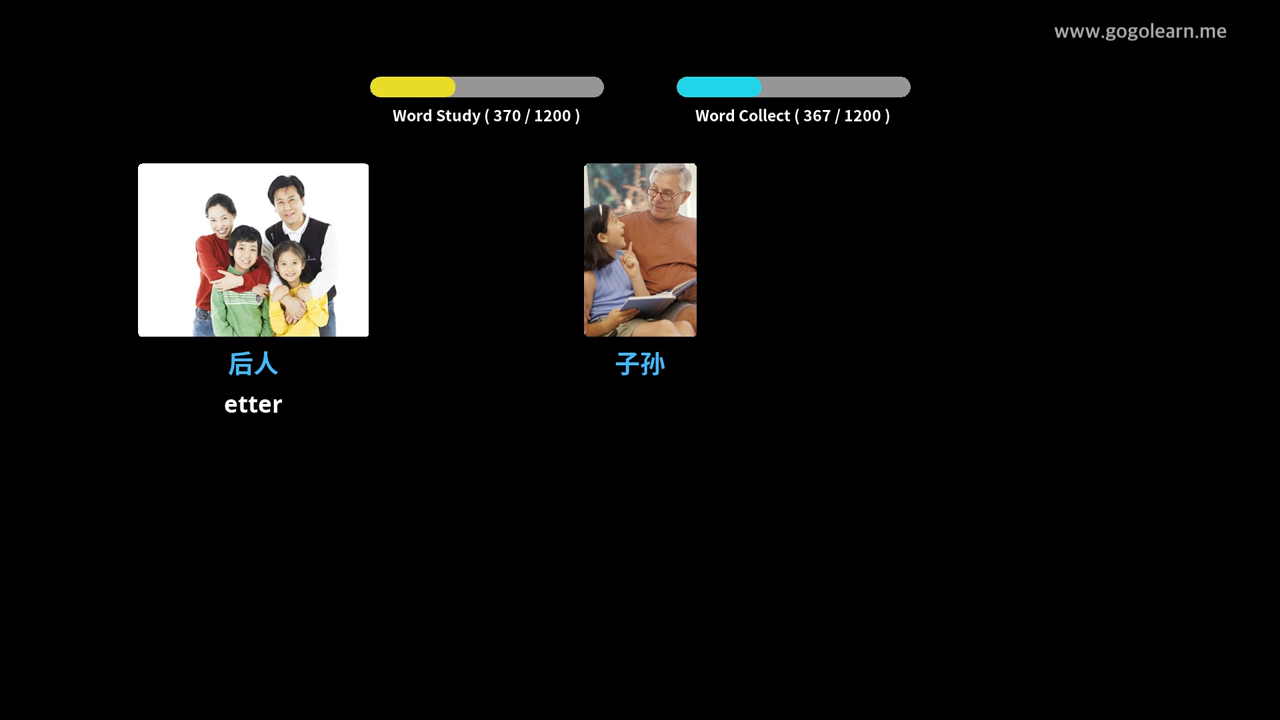 www.gogolearn.me
Word Study ( 370 / 1200 )
Word Collect ( 367 / 1200 )
后人
etter
子孙